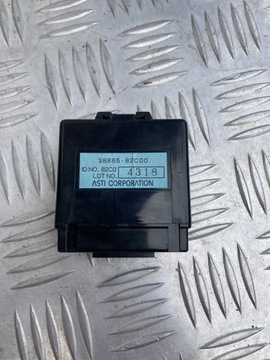 38885-82C00
ID NO. 82C0
LOT NO. 4318
ASTI CORPORATION